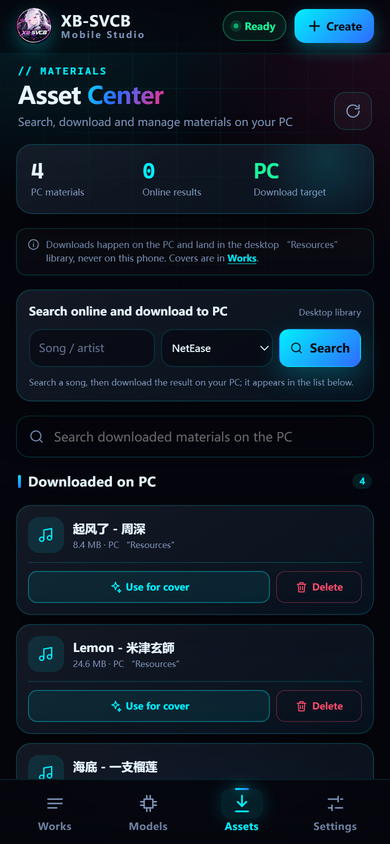 XB-SVCB
XB-SVCB
Mobile Studio
Ready
Create
// MATERIALS
Asset Center
Search, download and manage materials on your PC
4
PC materials
0
Online results
PC
Download target
Downloads happen on the PC and land in the desktop “Resources”
library, never on this phone. Covers are in Works.
Search online and download to PC
Desktop library
Song / artist
NetEase
Search
Search a song, then download the result on your PC; it appears in the list below.
Search downloaded materials on the PC
Downloaded on PC
4
起风了 - 周深
8.4 MB · PC “Resources”
Use for cover
Delete
Lemon - 米津玄師
24.6 MB · PC “Resources”
Use for cover
Delete
海底 - 一支榴莲
Works
Models
Assets
Settings